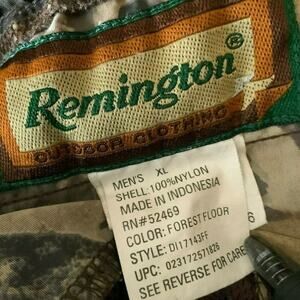 Remington®
OUTDOOR CLOTHING
MEN'S XL
SHELL:100%NYLON
MADE IN INDONESIA
RN#52469
COLOR: FOREST FLOOR
STYLE: DI17143FF
UPC: 023172571826
SEE REVERSE FOR CARE
6